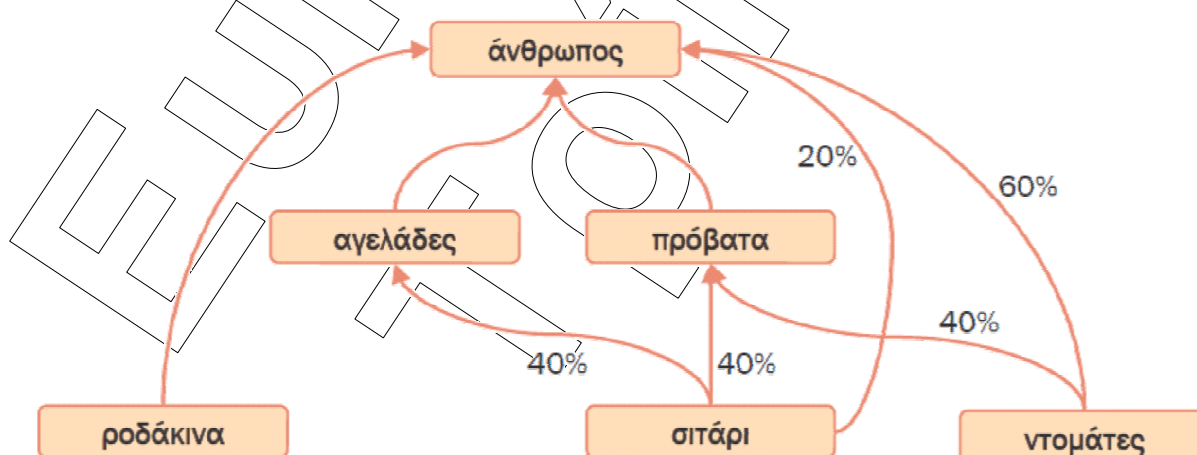 άνθρωπος
20%
60%
αγελάδες
πρόβατα
40%
40%
40%
ροδάκινα
σιτάρι
ντομάτες